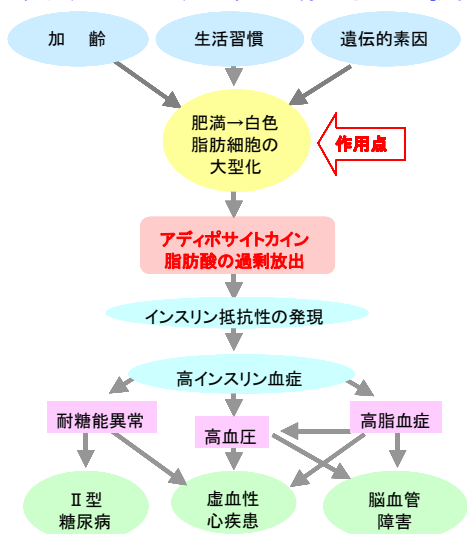 加　齢
生活習慣
遺伝的素因
肥満→白色
脂肪細胞の
大型化
作用点
アディポサイトカイン
脂肪酸の過剰放出
インスリン抵抗性の発現
高インスリン血症
耐糖能異常
高血圧
高脂血症
Ⅱ型
糖尿病
虚血性
心疾患
脳血管
障害